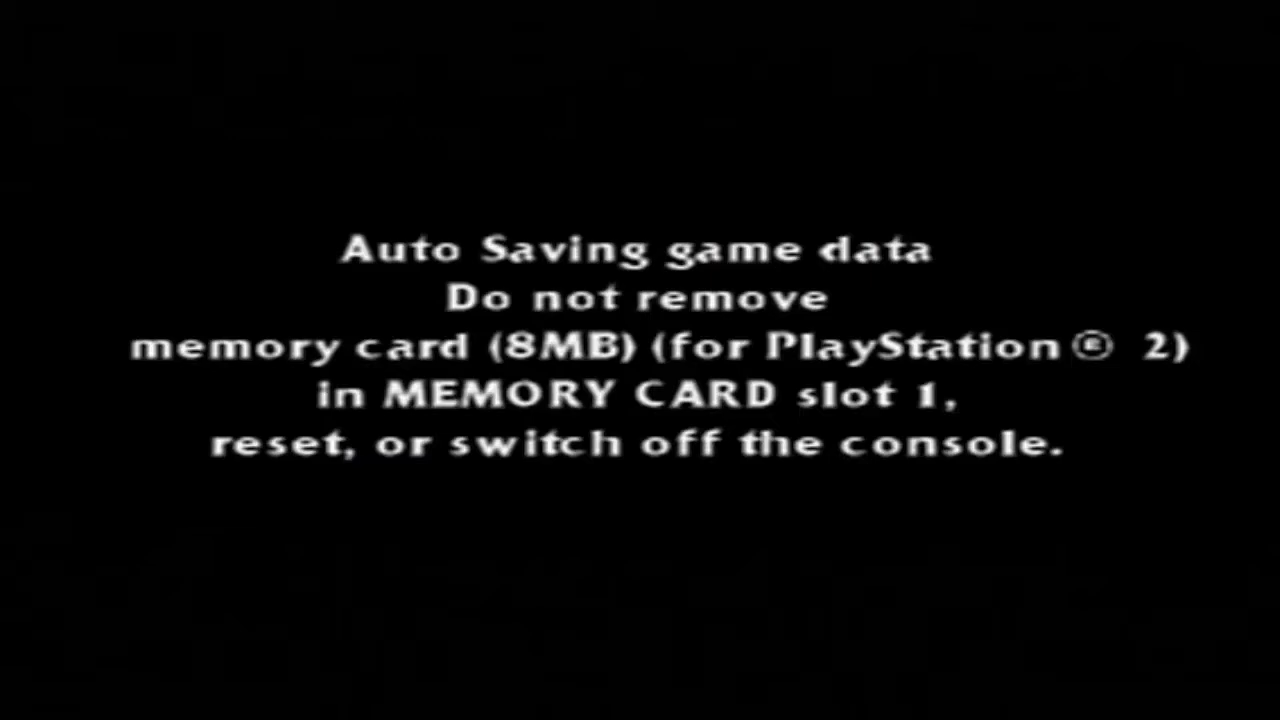 Auto Saving game data
Do not remove
memory card (8MB) (for PlayStation® 2)
in MEMORY CARD slot 1,
reset, or switch off the console.